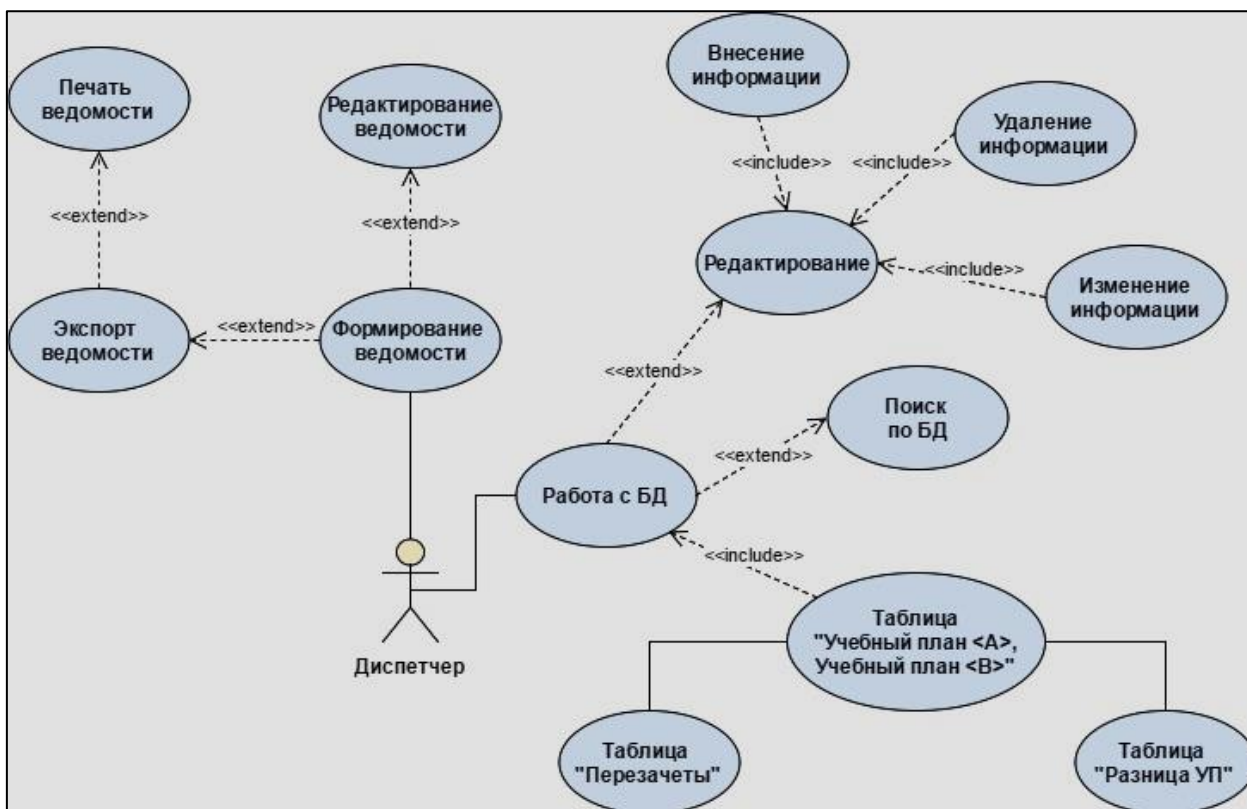 Печать
ведомости
Редактирование
ведомости
Внесение
информации
Удаление
информации
<<include>>
<<include>>
<<extend>>
<<extend>>
Редактирование
<<include>>
Изменение
информации
Экспорт
ведомости
<<extend>>
Формирование
ведомости
<<extend>>
Поиск
по БД
<<extend>>
Работа с БД
<<include>>
Таблица
"Учебный план <A>,
Учебный план <B>"
Диспетчер
Таблица
"Перезачеты"
Таблица
"Разница УП"